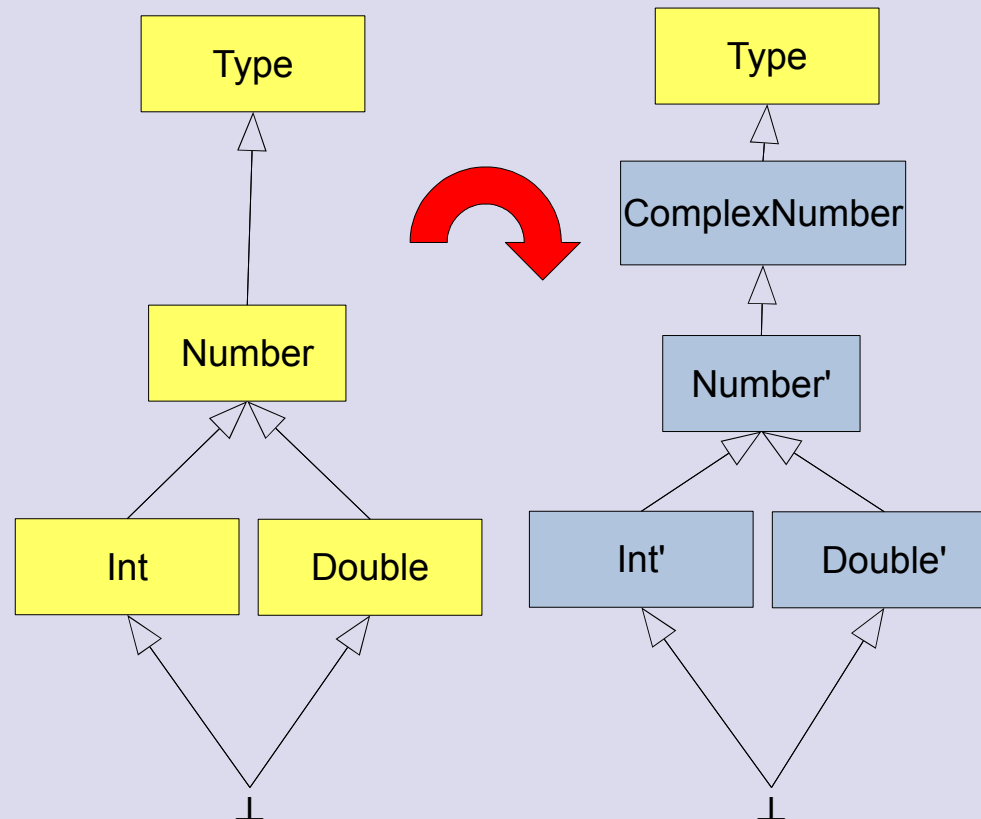 Type
Number
Int
Double
⊥
Type
ComplexNumber
Number'
Int'
Double'
⊥